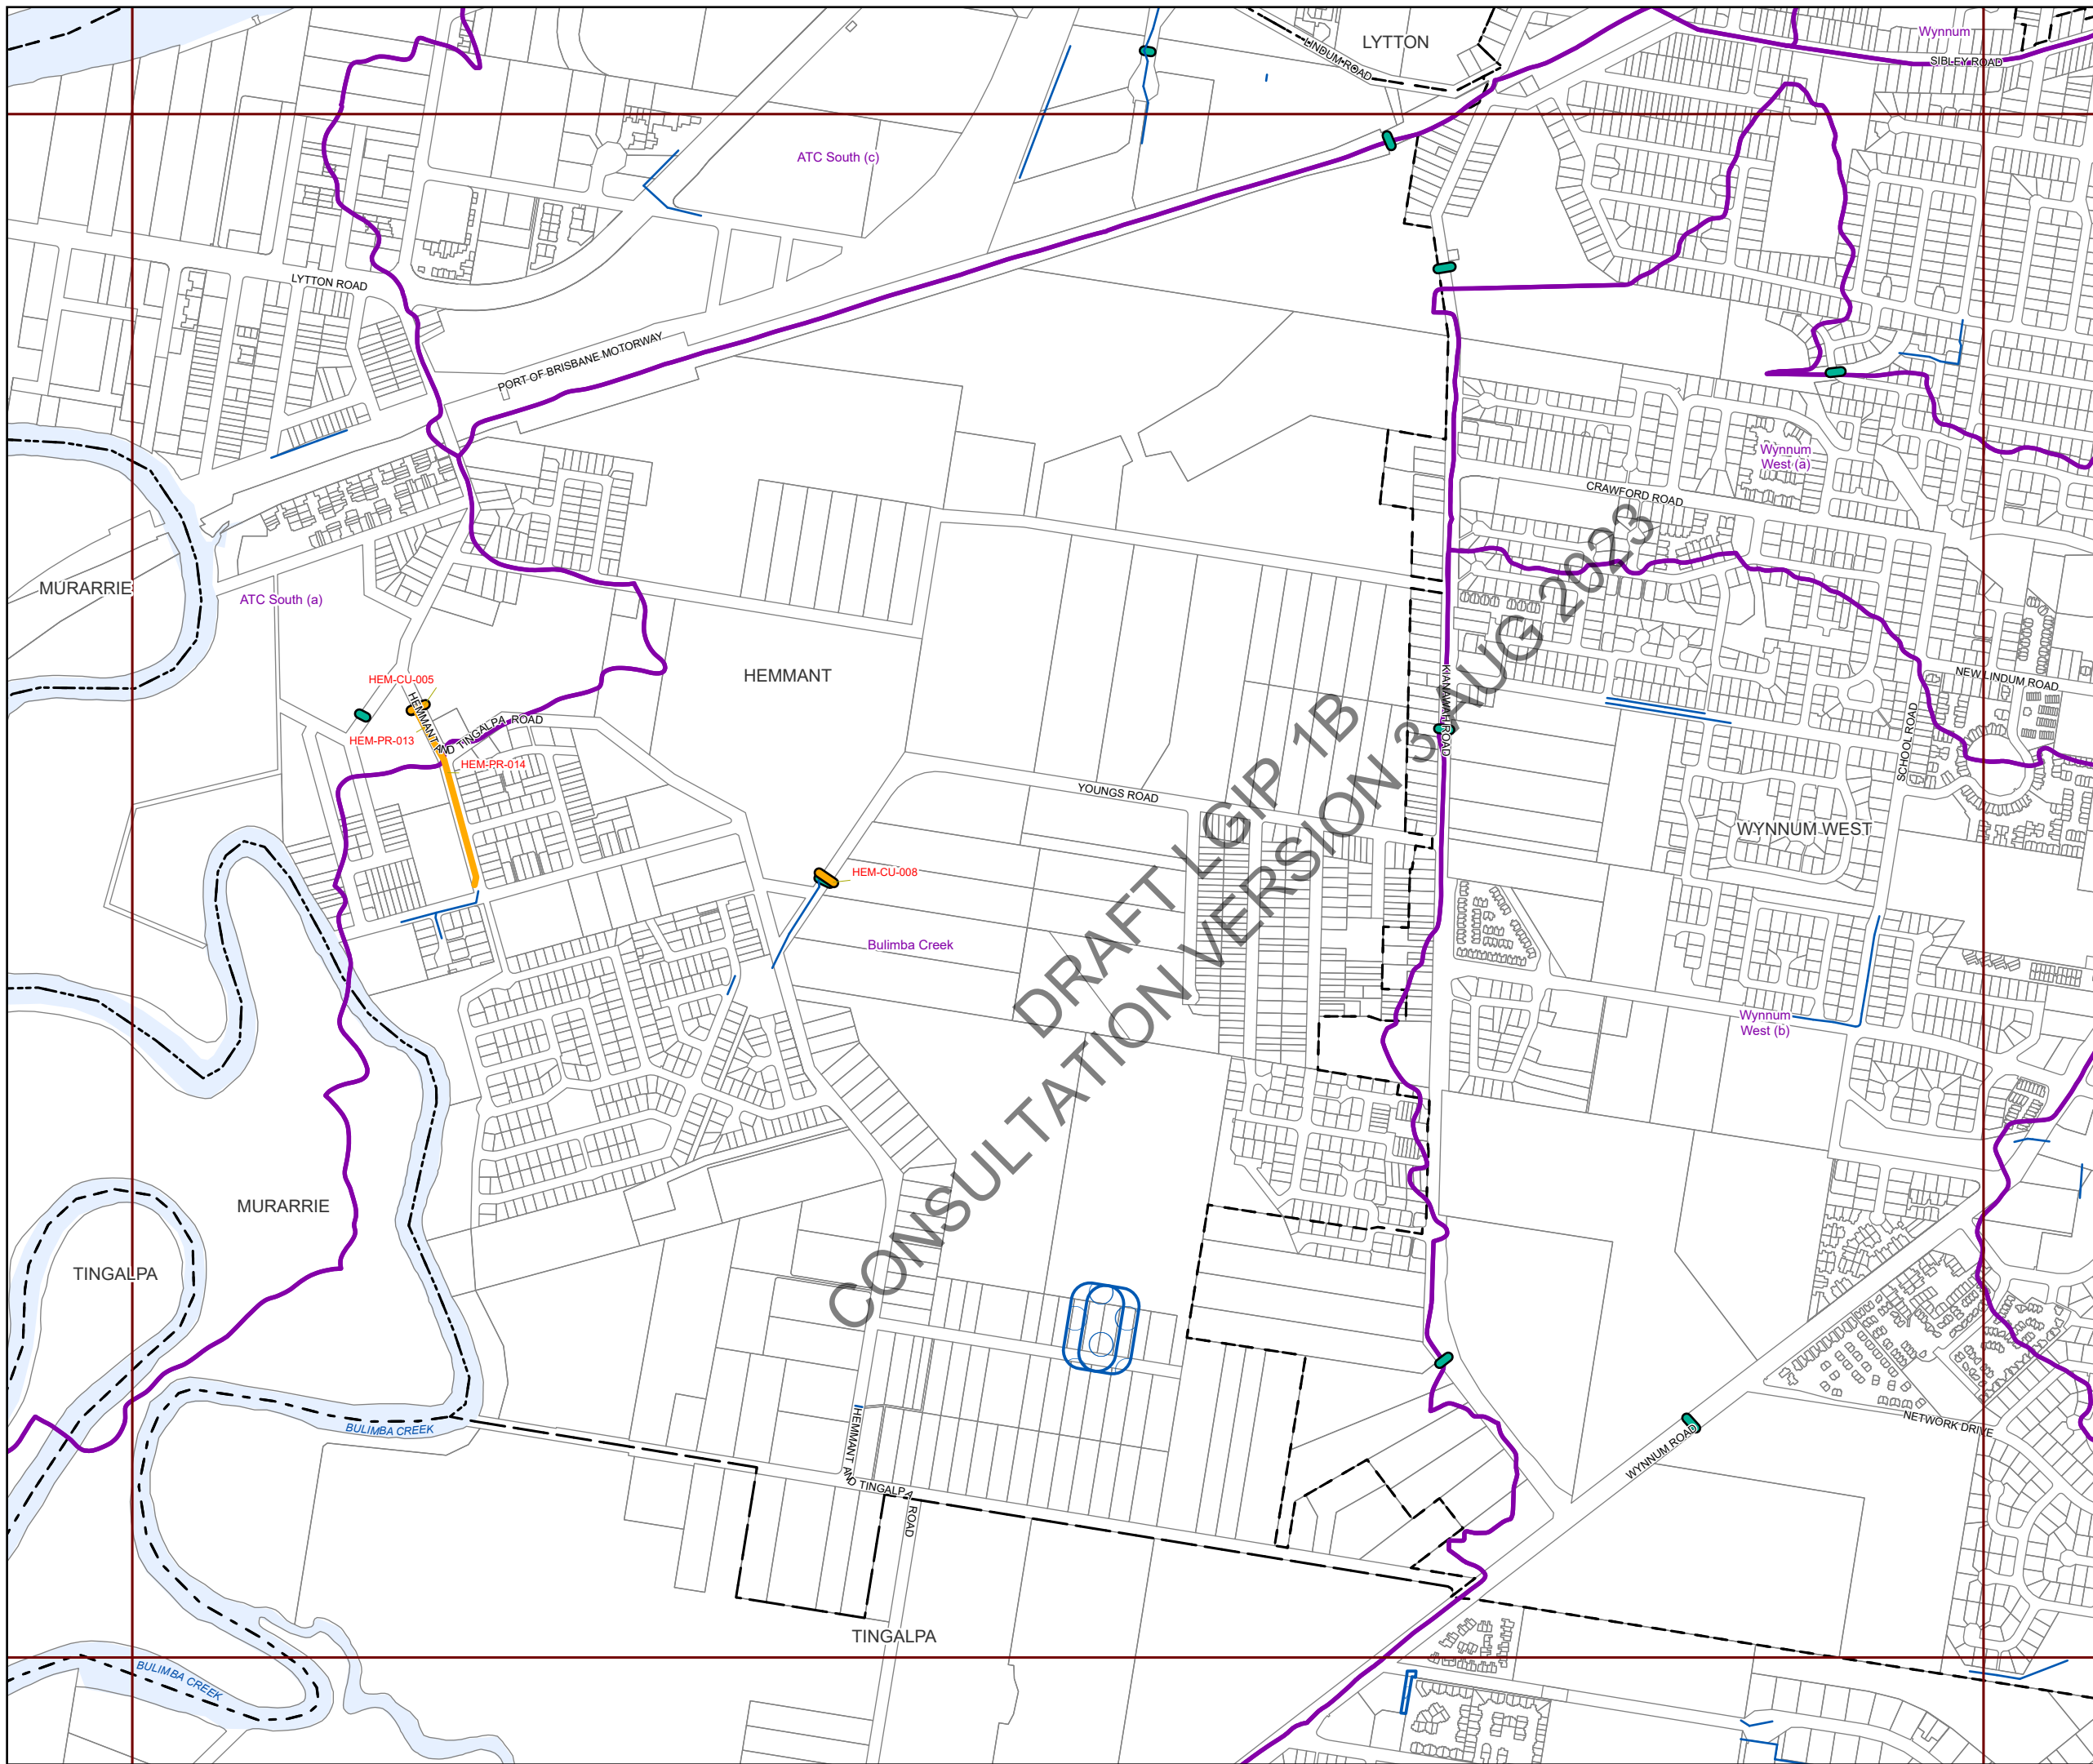 LYTTON
LINDUM ROAD
Wynnum
SIBLEY ROAD
ATC South (c)
LYTTON ROAD
PORT OF BRISBANE MOTORWAY
Wynnum
West (a)
CRAWFORD ROAD
MURARRIE
ATC South (a)
HEMMANT
HEM-CU-005
HEMMANT AND TINGALPA ROAD
HEM-PR-013
HEM-PR-014
KIANAWAH ROAD
NEW LINDUM ROAD
SCHOOL ROAD
YOUNGS ROAD
WYNNUM WEST
HEM-CU-008
Bulimba Creek
DRAFT LGIP 1B
CONSULTATION VERSION 3 AUG 2023
Wynnum
West (b)
MURARRIE
TINGALPA
BULIMBA CREEK
HEMMANT AND TINGALPA ROAD
WYNNUM ROAD
NETWORK DRIVE
TINGALPA
BULIMBA CREEK